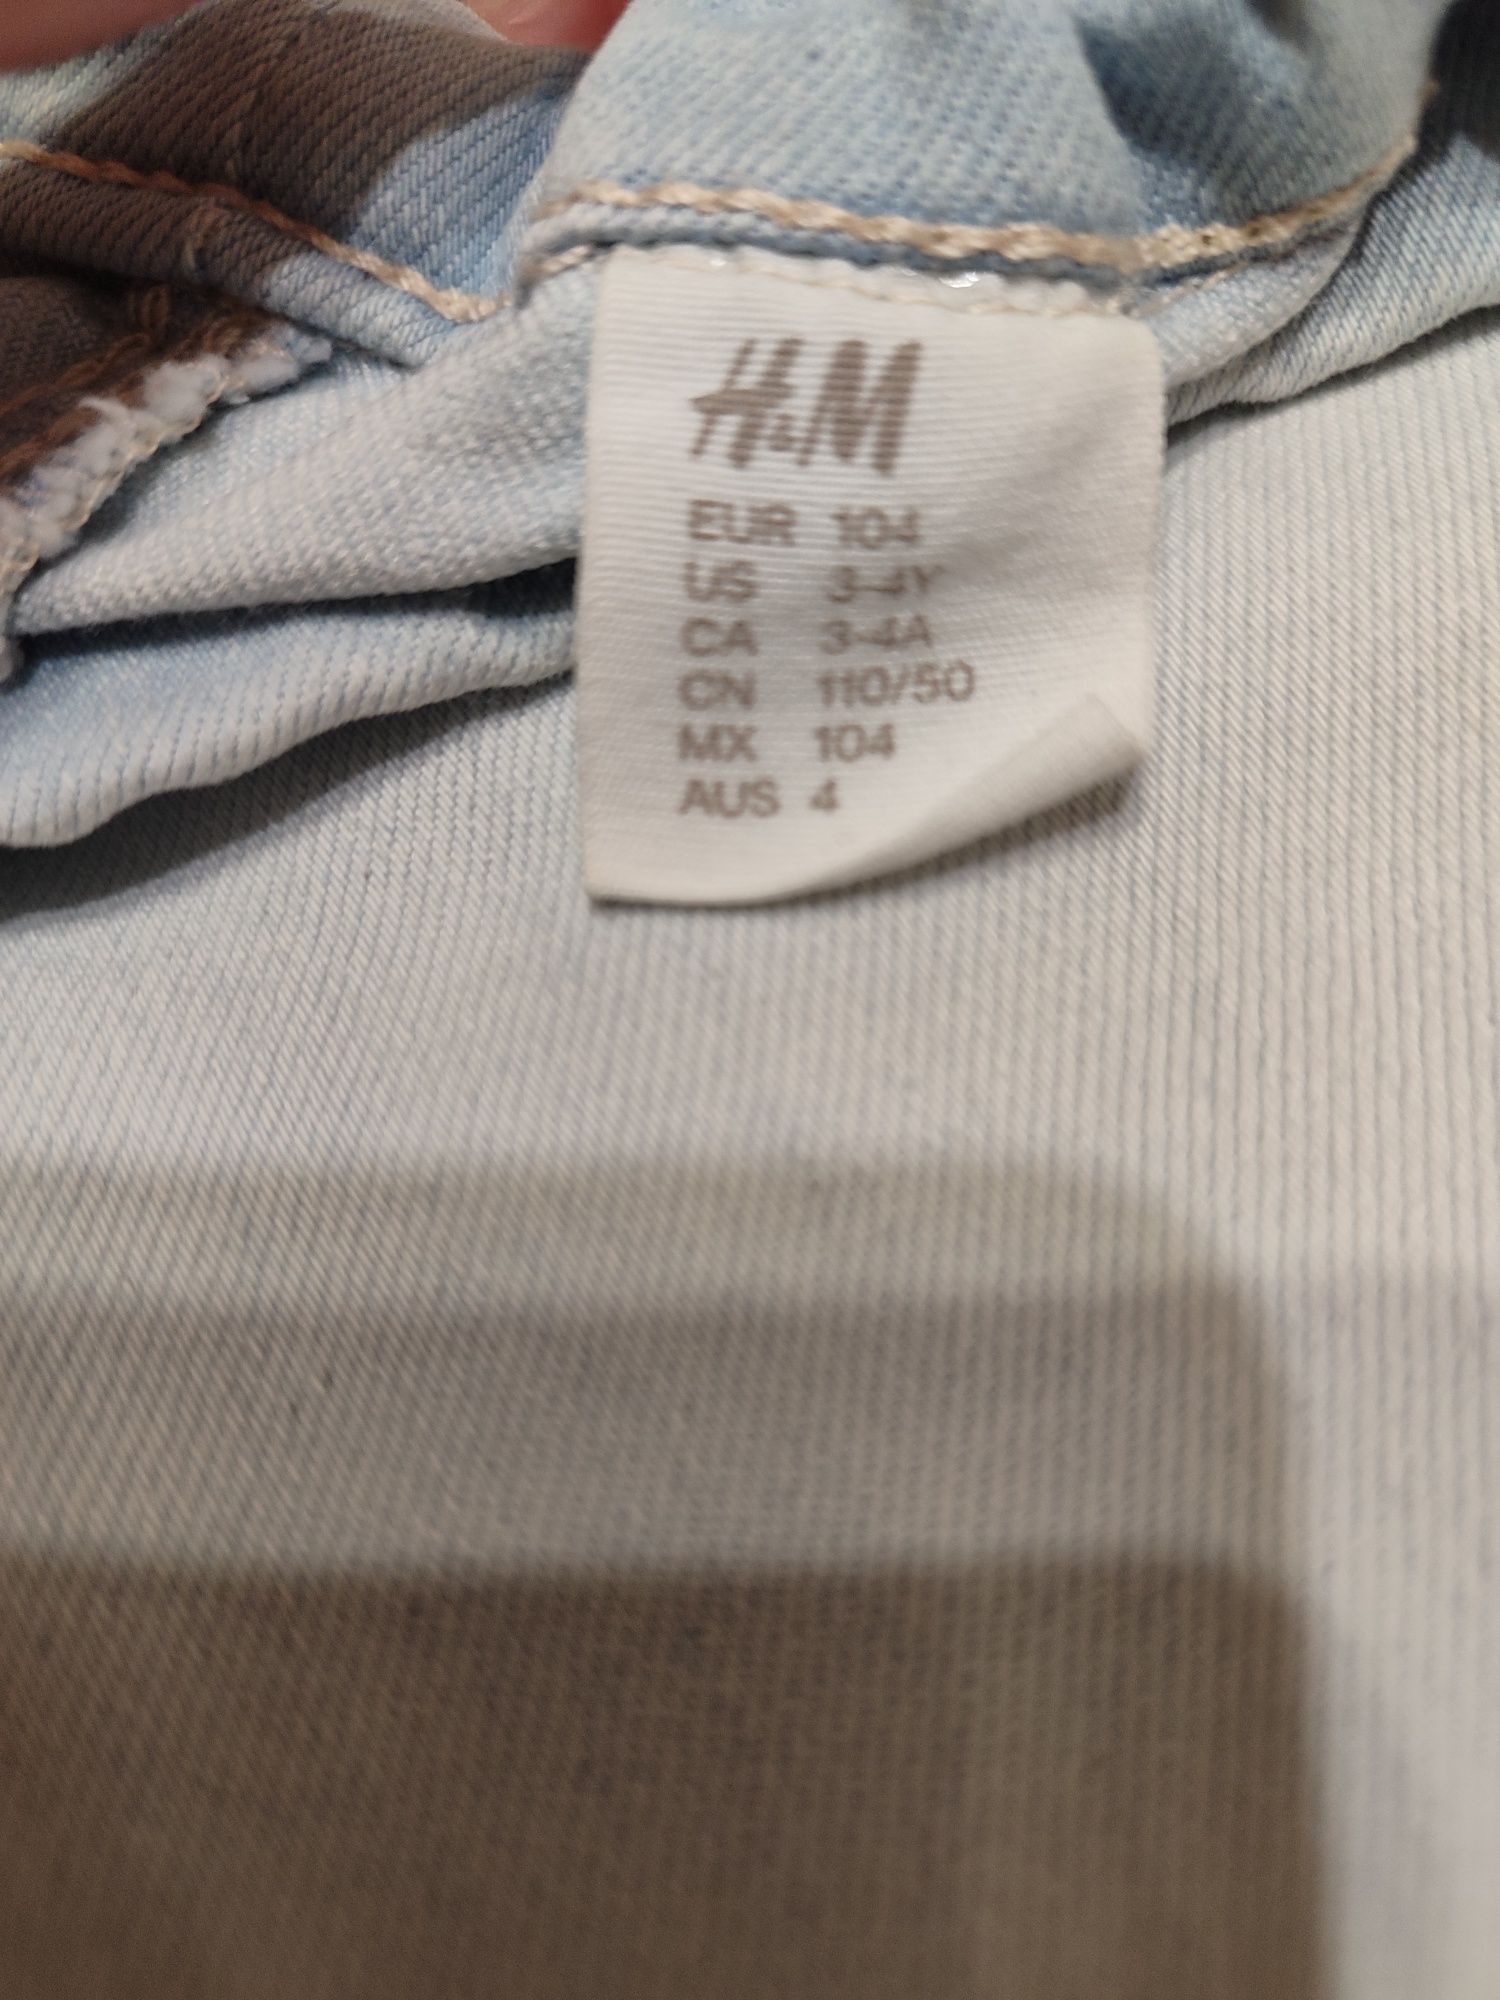 H&M
EUR 104
US 3-4Y
CA 3-4A
CN 110/50
MX 104
AUS 4